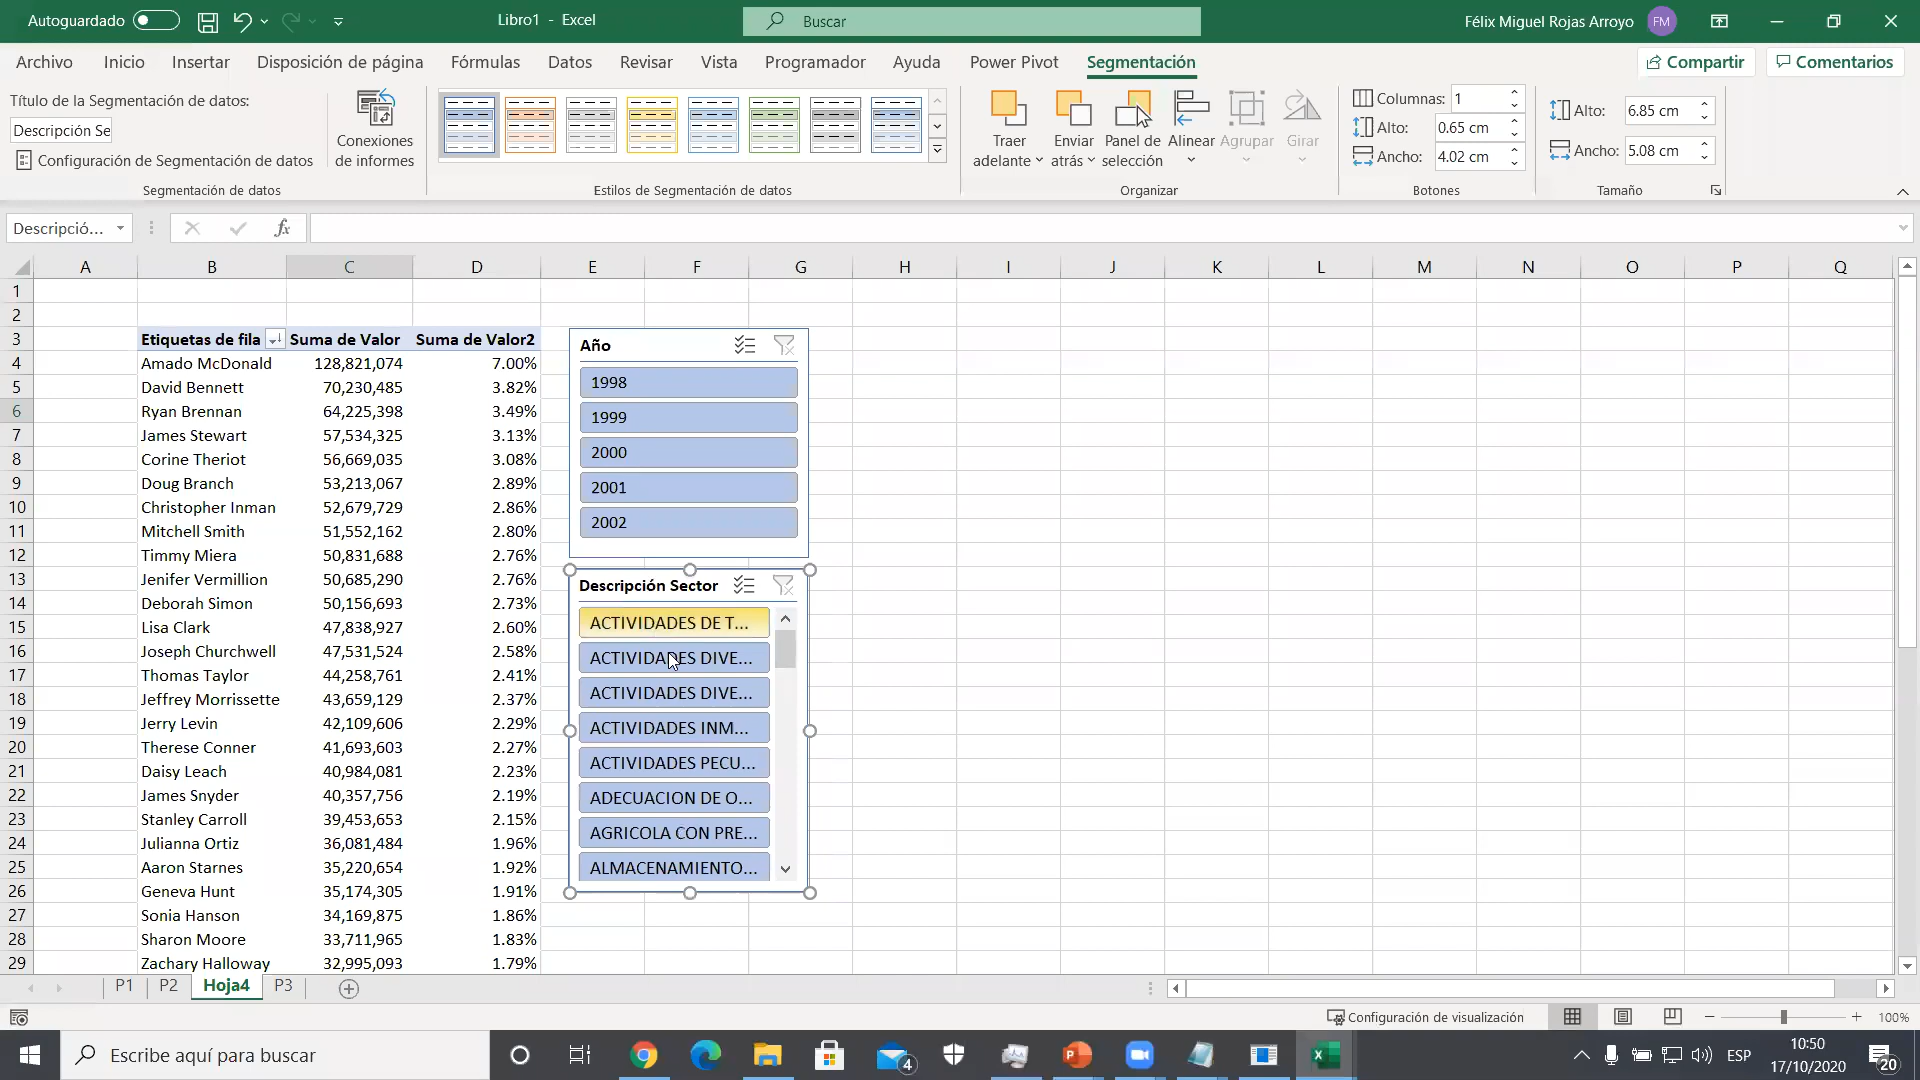 Autoguardado
Libro1 - Excel
Buscar
Félix Miguel Rojas Arroyo
FM
Archivo Inicio Insertar Disposición de página Fórmulas Datos Revisar Vista Programador Ayuda Power Pivot Segmentación
Compartir Comentarios
Título de la Segmentación de datos:
Descripción Se
Configuración de Segmentación de datos
Segmentación de datos
Conexiones
de informes
Estilos de Segmentación de datos
Traer
adelante
Enviar
atrás
Panel de
selección
Alinear
Agrupar
Girar
Organizar
Columnas: 1
Alto: 0.65 cm
Ancho: 4.02 cm
Botones
Alto: 6.85 cm
Ancho: 5.08 cm
Tamaño
Descripció...
fx
A B C D E F G H I J K L M N O P Q
1
2
3 Etiquetas de fila Suma de Valor Suma de Valor2
4 Amado McDonald 128,821,074 7.00%
5 David Bennett 70,230,485 3.82%
6 Ryan Brennan 64,225,398 3.49%
7 James Stewart 57,534,325 3.13%
8 Corine Theriot 56,669,035 3.08%
9 Doug Branch 53,213,067 2.89%
10 Christopher Inman 52,679,729 2.86%
11 Mitchell Smith 51,552,162 2.80%
12 Timmy Miera 50,831,688 2.76%
13 Jenifer Vermillion 50,685,290 2.76%
14 Deborah Simon 50,156,693 2.73%
15 Lisa Clark 47,838,927 2.60%
16 Joseph Churchwell 47,531,524 2.58%
17 Thomas Taylor 44,258,761 2.41%
18 Jeffrey Morrissette 43,659,129 2.37%
19 Jerry Levin 42,109,606 2.29%
20 Therese Conner 41,693,603 2.27%
21 Daisy Leach 40,984,081 2.23%
22 James Snyder 40,357,756 2.19%
23 Stanley Carroll 39,453,653 2.15%
24 Julianna Ortiz 36,081,484 1.96%
25 Aaron Starnes 35,220,654 1.92%
26 Geneva Hunt 35,174,305 1.91%
27 Sonia Hanson 34,169,875 1.86%
28 Sharon Moore 33,711,965 1.83%
29 Zachary Halloway 32,995,093 1.79%
Año
1998
1999
2000
2001
2002
Descripción Sector
ACTIVIDADES DE T...
ACTIVIDADES DIVE...
ACTIVIDADES DIVE...
ACTIVIDADES INM...
ACTIVIDADES PECU...
ADECUACION DE O...
AGRICOLA CON PRE...
ALMACENAMIENTO...
P1 P2 Hoja4 P3
Configuración de visualización
100%
Escribe aquí para buscar
4
ESP
10:50
17/10/2020
20